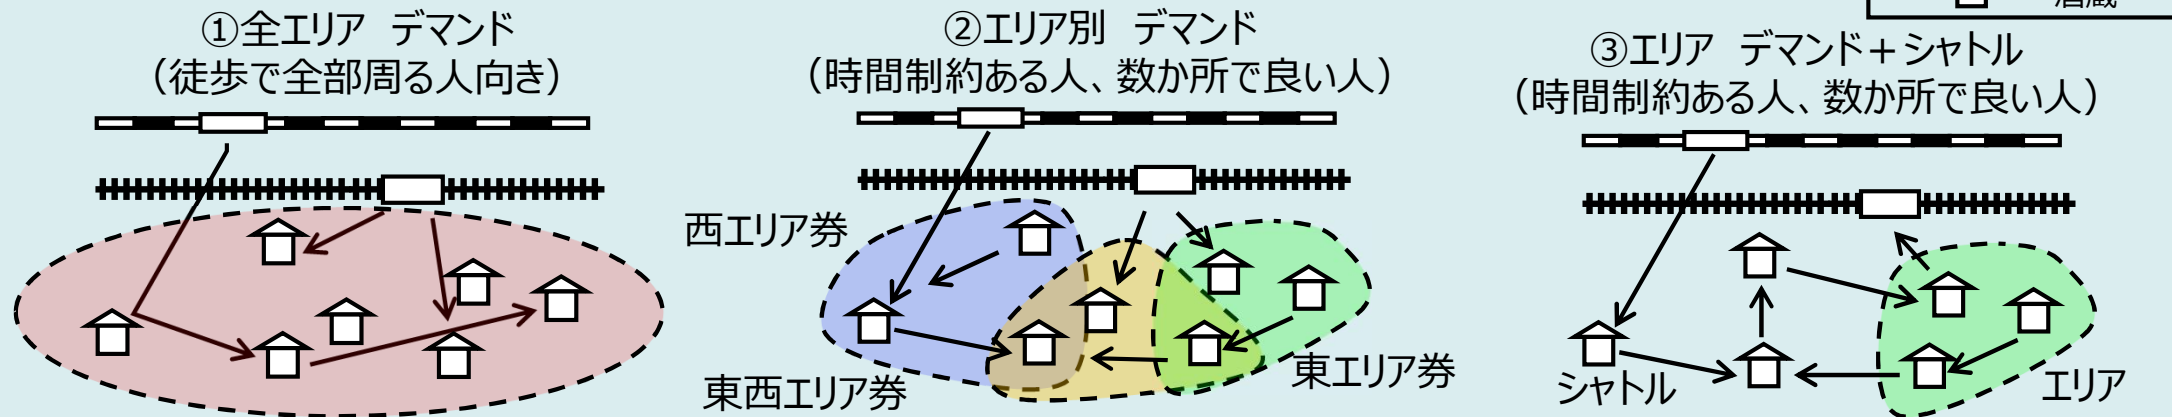 ①全エリア デマンド
（徒歩で全部周る人向き）
②エリア別 デマンド
（時間制約ある人、数か所で良い人）
西エリア券
東西エリア券
東エリア券
③エリア デマンド＋シャトル
（時間制約ある人、数か所で良い人）
シャトル
エリア